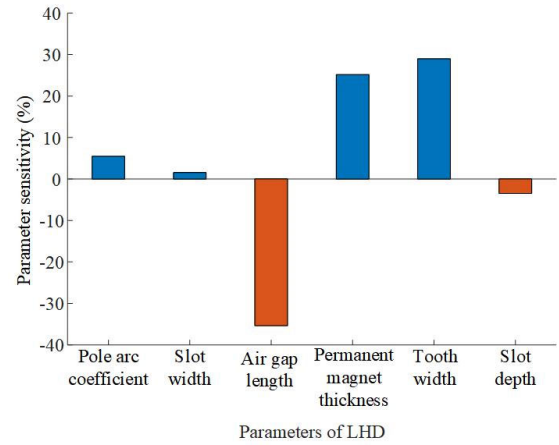 Parameter sensitivity (%)
40
30
20
10
0
-10
-20
-30
-40
Pole arc
coefficient
Slot
width
Air gap
length
Permanent
magnet
thickness
Tooth
width
Slot
depth
Parameters of LHD